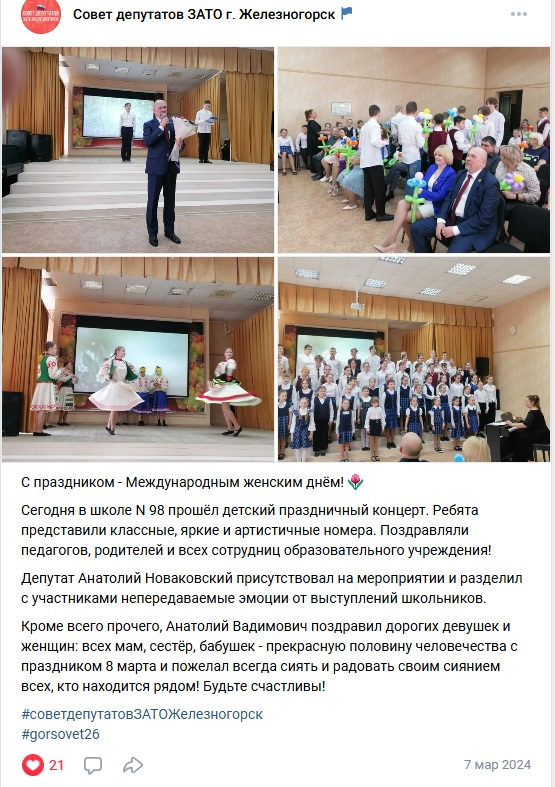 Совет депутатов ЗАТО г. Железногорск
СОВЕТ ДЕПУТАТОВ
С праздником - Международным женским днём!
Сегодня в школе N 98 прошёл детский праздничный концерт. Ребята
представили классные, яркие и артистичные номера. Поздравляли
педагогов, родителей и всех сотрудниц образовательного учреждения!
Депутат Анатолий Новаковский присутствовал на мероприятии и разделил
с участниками непередаваемые эмоции от выступлений школьников.
Кроме всего прочего, Анатолий Вадимович поздравил дорогих девушек и
женщин: всех мам, сестёр, бабушек - прекрасную половину человечества с
праздником 8 марта и пожелал всегда сиять и радовать своим сиянием
всех, кто находится рядом! Будьте счастливы!
#советдепутатовЗАТОЖелезногорск
#gorsovet26
21
7 мар 2024